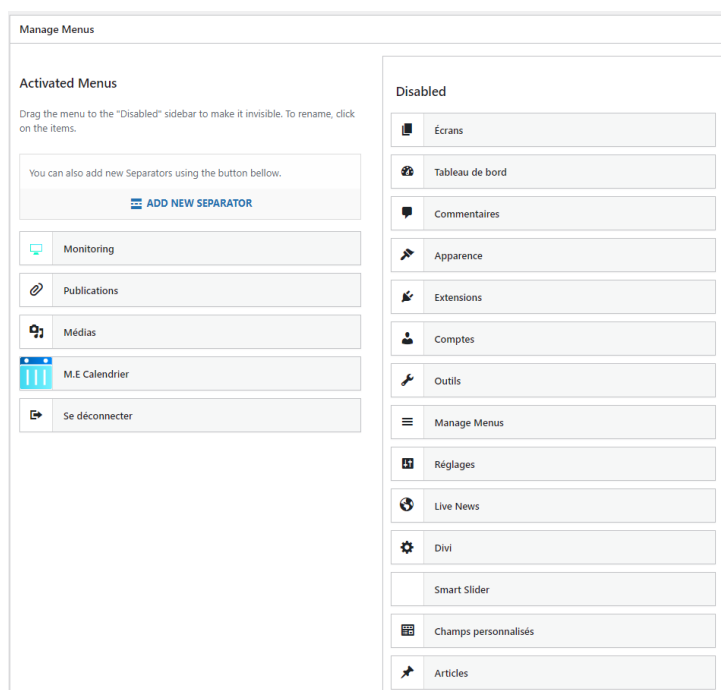 Manage Menus
Activated Menus
Drag the menu to the "Disabled" sidebar to make it invisible. To rename, click
on the items.
You can also add new Separators using the button bellow.
ADD NEW SEPARATOR
Monitoring
Publications
Médias
M.E Calendrier
Se déconnecter
Disabled
Écrans
Tableau de bord
Commentaires
Apparence
Extensions
Comptes
Outils
Manage Menus
Réglages
Live News
Divi
Smart Slider
Champs personnalisés
Articles